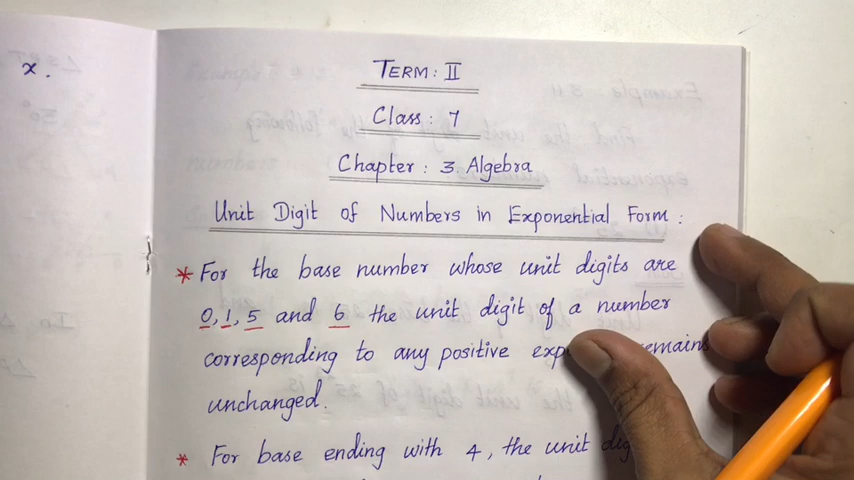 x.
TERM: II
Class: 7
Chapter: 3. Algebra
Unit Digit of Numbers in Exponential Form:
* For the base number whose unit digits are
0, 1, 5 and 6 the unit digit of a number
corresponding to any positive remains
unchanged.
* For base ending with 4, the unit